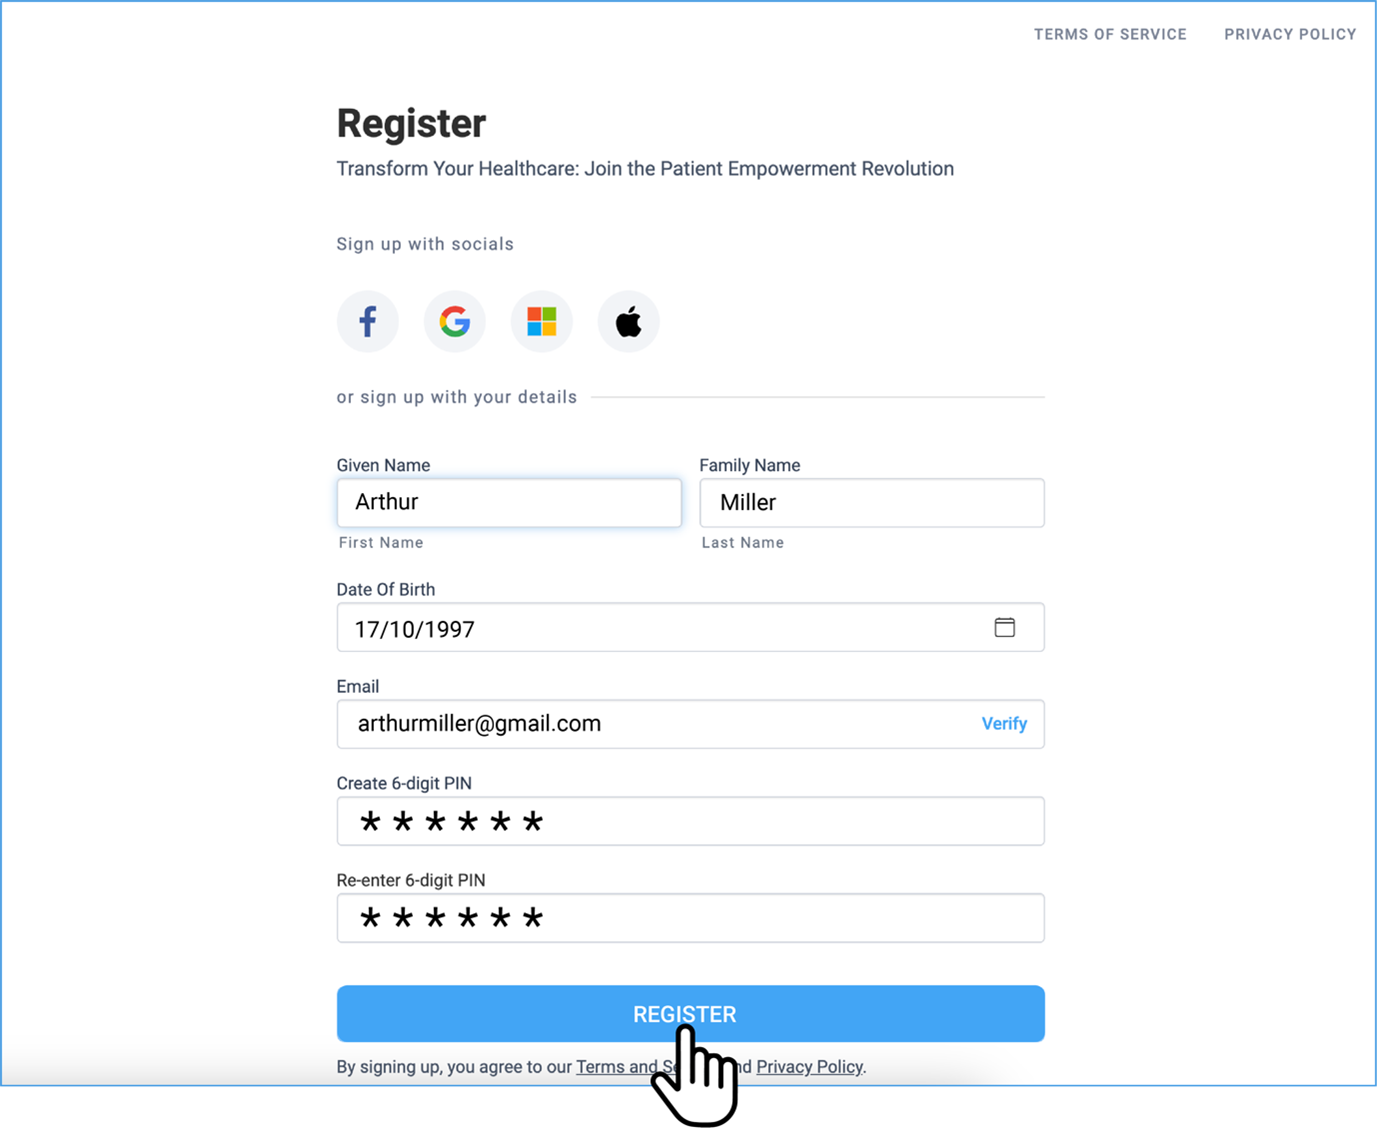 TERMS OF SERVICE PRIVACY POLICY
Register
Transform Your Healthcare: Join the Patient Empowerment Revolution
Sign up with socials
or sign up with your details
Given Name Family Name
Arthur Miller
First Name Last Name
Date Of Birth
17/10/1997
Email
arthurmiller@gmail.com Verify
Create 6-digit PIN
* * * * * *
Re-enter 6-digit PIN
* * * * * *
REGISTER
By signing up, you agree to our Terms and Privacy Policy.